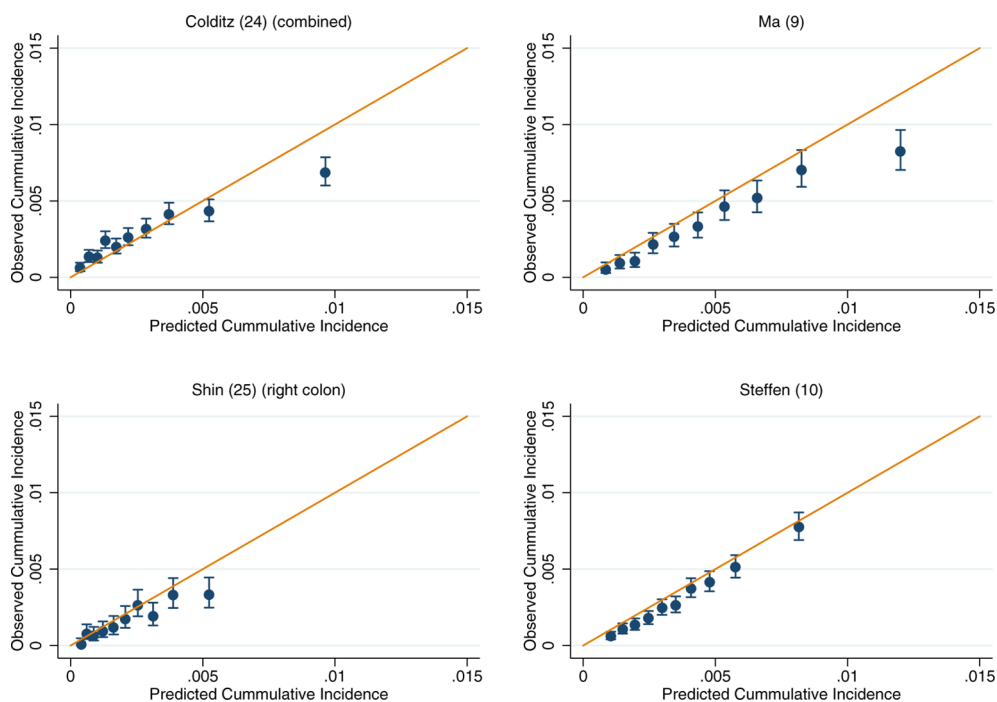 Colditz (24) (combined)
Observed Cummulative Incidence
.015
.01
.005
0
0 .005 .01 .015
Predicted Cummulative Incidence
Ma (9)
Observed Cummulative Incidence
.015
.01
.005
0
0 .005 .01 .015
Predicted Cummulative Incidence
Shin (25) (right colon)
Observed Cummulative Incidence
.015
.01
.005
0
0 .005 .01 .015
Predicted Cummulative Incidence
Steffen (10)
Observed Cummulative Incidence
.015
.01
.005
0
0 .005 .01 .015
Predicted Cummulative Incidence